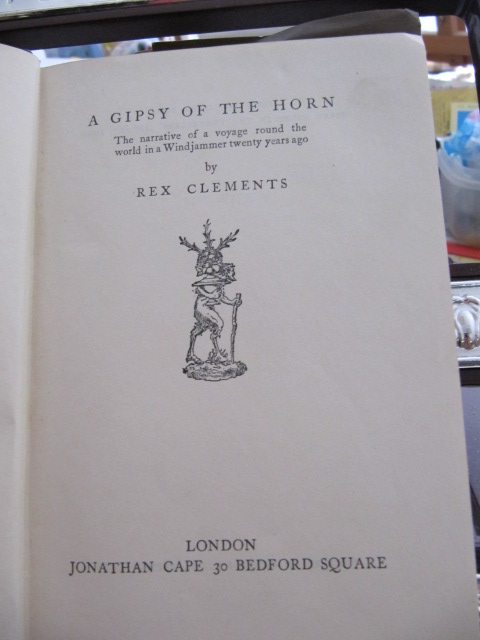 A GIPSY OF THE HORN
The narrative of a voyage round the
world in a Windjammer twenty years ago
by
REX CLEMENTS
LONDON
JONATHAN CAPE 30 BEDFORD SQUARE